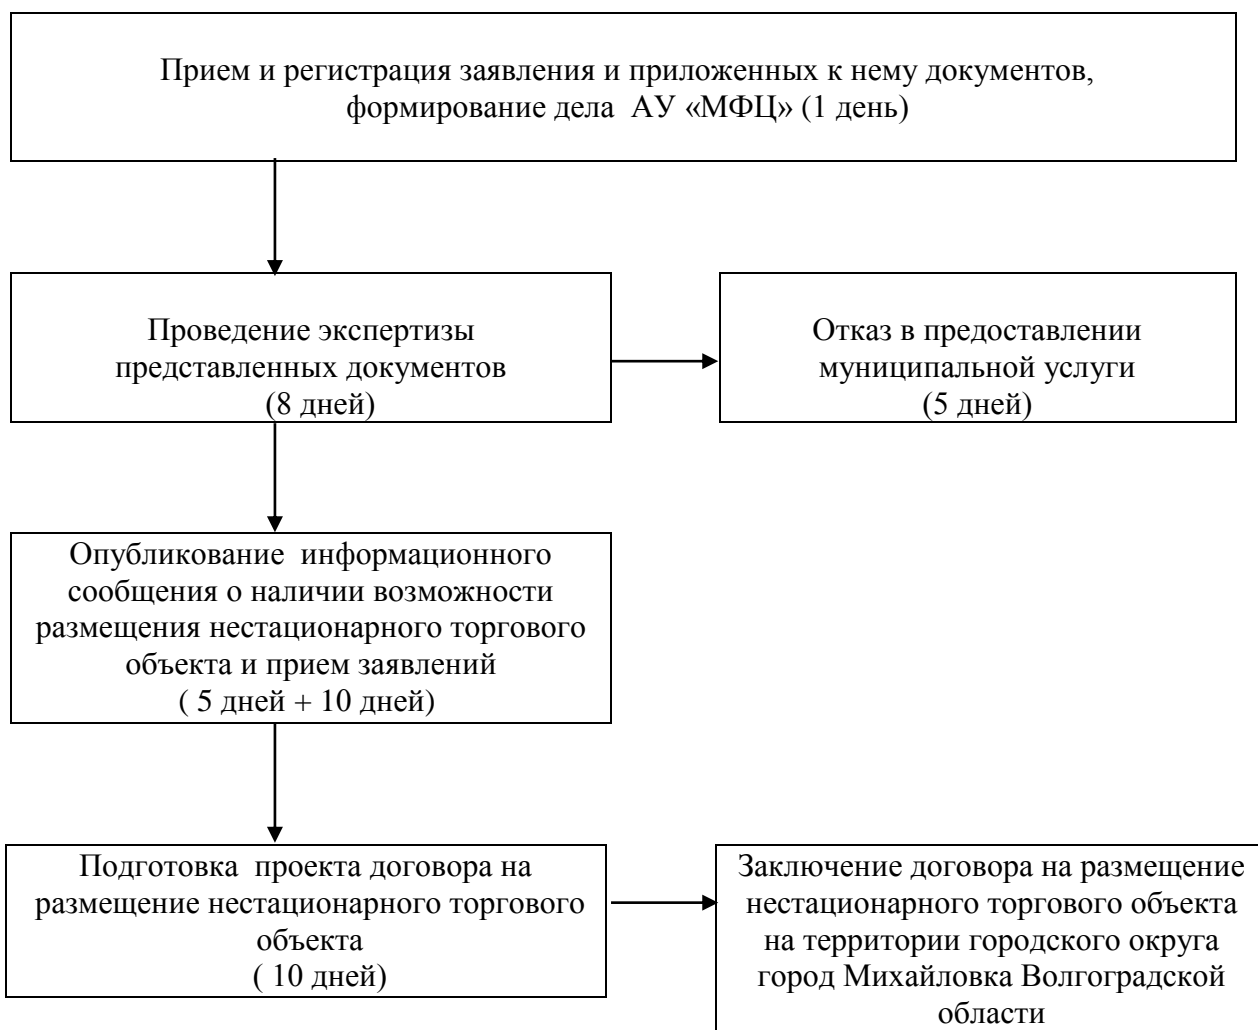 Прием и регистрация заявления и приложенных к нему документов,
формирование дела  АУ «МФЦ» (1 день)
Проведение экспертизы
представленных документов
(8 дней)
Отказ в предоставлении
муниципальной услуги
(5 дней)
Опубликование  информационного
сообщения о наличии возможности
размещения нестационарного торгового
объекта и прием заявлений
( 5 дней + 10 дней)
Подготовка  проекта договора на
размещение нестационарного торгового
объекта
( 10 дней)
Заключение договора на размещение
нестационарного торгового объекта
на территории городского округа
город Михайловка Волгоградской
области